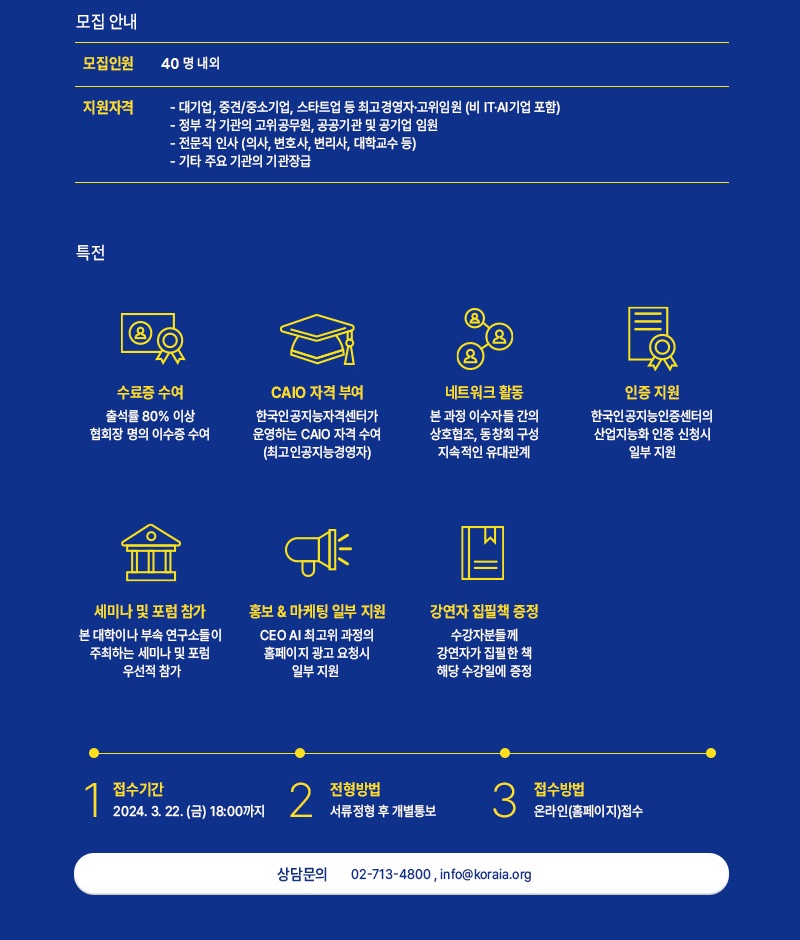 모집 안내
모집인원 40 명 내외
지원자격 - 대기업, 중견/중소기업, 스타트업 등 최고경영자·고위임원 (비 IT·AI기업 포함)
- 정부 각 기관의 고위공무원, 공공기관 및 공기업 임원
- 전문직 인사 (의사, 변호사, 변리사, 대학교수 등)
- 기타 주요 기관의 기관장급
특전
수료증 수여
출석률 80% 이상
협회장 명의 이수증 수여
CAIO 자격 부여
한국인공지능자격센터가
운영하는 CAIO 자격 수여
(최고인공지능경영자)
네트워크 활동
본 과정 이수자들 간의
상호협조, 동창회 구성
지속적인 유대관계
인증 지원
한국인공지능인증센터의
산업지능화 인증 신청시
일부 지원
세미나 및 포럼 참가
본 대학이나 부속 연구소들이
주최하는 세미나 및 포럼
우선적 참가
홍보 & 마케팅 일부 지원
CEO AI 최고위 과정의
홈페이지 광고 요청시
일부 지원
강연자 집필책 증정
수강자분들께
강연자가 집필한 책
해당 수강일에 증정
1 접수기간
2024. 3. 22. (금) 18:00까지
2 전형방법
서류정형 후 개별통보
3 접수방법
온라인(홈페이지)접수
상담문의 02-713-4800 , info@koraia.org